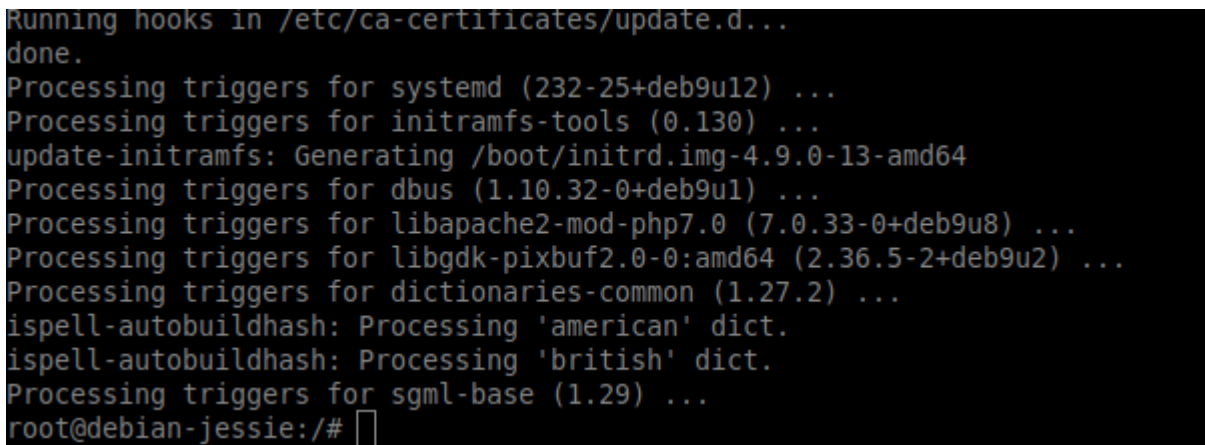 Running hooks in /etc/ca-certificates/update.d...
done.
Processing triggers for systemd (232-25+deb9u12) ...
Processing triggers for initramfs-tools (0.130) ...
update-initramfs: Generating /boot/initrd.img-4.9.0-13-amd64
Processing triggers for dbus (1.10.32-0+deb9u1) ...
Processing triggers for libapache2-mod-php7.0 (7.0.33-0+deb9u8) ...
Processing triggers for libgdk-pixbuf2.0-0:amd64 (2.36.5-2+deb9u2) ...
Processing triggers for dictionaries-common (1.27.2) ...
ispell-autobuildhash: Processing 'american' dict.
ispell-autobuildhash: Processing 'british' dict.
Processing triggers for sgml-base (1.29) ...
root@debian-jessie:/#